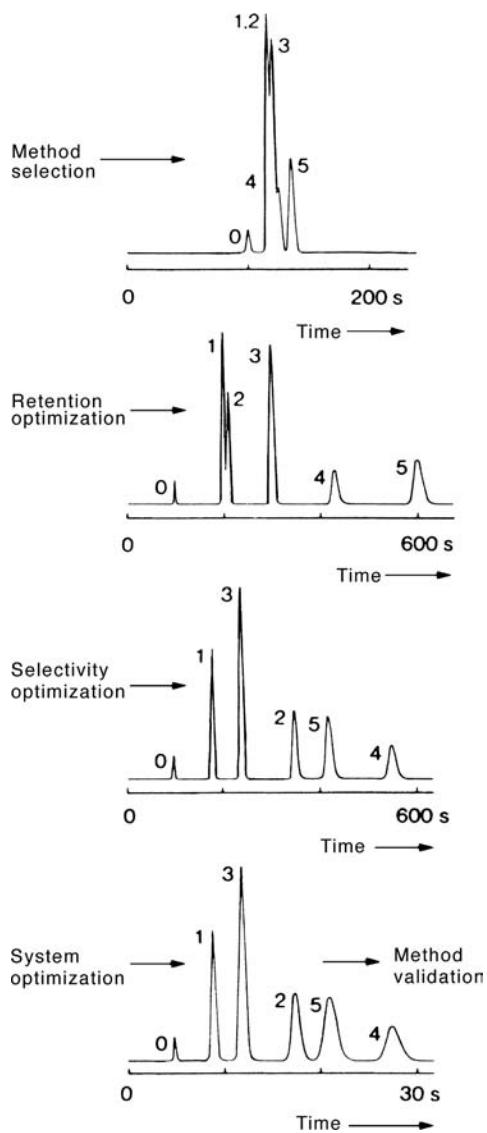 1.2
3
Method
selection
4
5
0
0
200 s
Time
1
3
2
Retention
optimization
0
4
5
0
600 s
Time
3
1
Selectivity
optimization
2
5
0
4
0
600 s
Time
3
1
System
optimization
Method
validation
2
5
0
4
0
30 s
Time